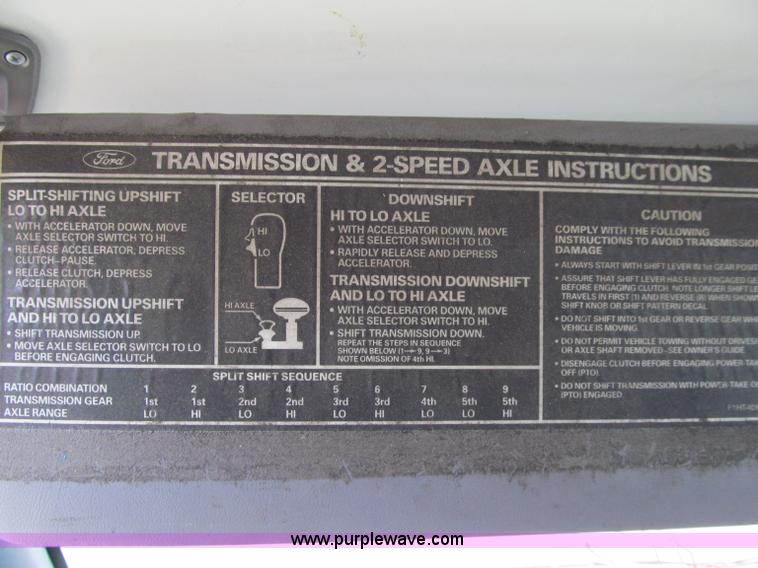 Ford TRANSMISSION & 2-SPEED AXLE INSTRUCTIONS
SPLIT-SHIFTING UPSHIFT
LO TO HI AXLE
• WITH ACCELERATOR DOWN, MOVE
AXLE SELECTOR SWITCH TO HI.
• RELEASE ACCELERATOR, DEPRESS
CLUTCH-PAUSE.
• RELEASE CLUTCH, DEPRESS
ACCELERATOR.
TRANSMISSION UPSHIFT
AND HI TO LO AXLE
• SHIFT TRANSMISSION UP.
• MOVE AXLE SELECTOR SWITCH TO LO
BEFORE ENGAGING CLUTCH.
SELECTOR
HI
LO
HI AXLE
LO AXLE
DOWNSHIFT
HI TO LO AXLE
• WITH ACCELERATOR DOWN, MOVE
AXLE SELECTOR SWITCH TO LO.
• RAPIDLY RELEASE AND DEPRESS
ACCELERATOR.
TRANSMISSION DOWNSHIFT
AND LO TO HI AXLE
• WITH ACCELERATOR DOWN, MOVE
AXLE SELECTOR SWITCH TO HI.
• SHIFT TRANSMISSION DOWN.
REPEAT THE STEPS IN SEQUENCE
SHOWN BELOW (1→9, 9→3)
NOTE OMISSION OF 4th HI.
SPLIT SHIFT SEQUENCE
RATIO COMBINATION 1 2 3 4 5 6 7 8 9
TRANSMISSION GEAR 1st 1st 2nd 2nd 3rd 3rd 4th 5th 5th
AXLE RANGE LO HI LO HI LO HI LO LO HI
CAUTION
COMPLY WITH THE FOLLOWING
INSTRUCTIONS TO AVOID TRANSMISSION
DAMAGE
• ALWAYS START WITH SHIFT LEVER IN 1st GEAR POSIT
• ASSURE THAT SHIFT LEVER HAS FULLY ENGAGED GE
BEFORE ENGAGING CLUTCH. NOTE LONGER SHIFT LE
TRAVELS IN FIRST (1) AND REVERSE (R) WHEN SHOWN
SHIFT KNOB OR SHIFT PATTERN DECAL.
• DO NOT SHIFT INTO 1st GEAR OR REVERSE GEAR WH
VEHICLE IS MOVING.
• DO NOT PERMIT VEHICLE TOWING WITHOUT DRIVES
OR AXLE SHAFT REMOVED-SEE OWNER'S GUIDE.
• DISENGAGE CLUTCH BEFORE ENGAGING POWER-TAK
(PTO).
• DO NOT SHIFT TRANSMISSION WITH POWER-TAKE-O
(PTO) ENGAGED.
www.purplewave.com